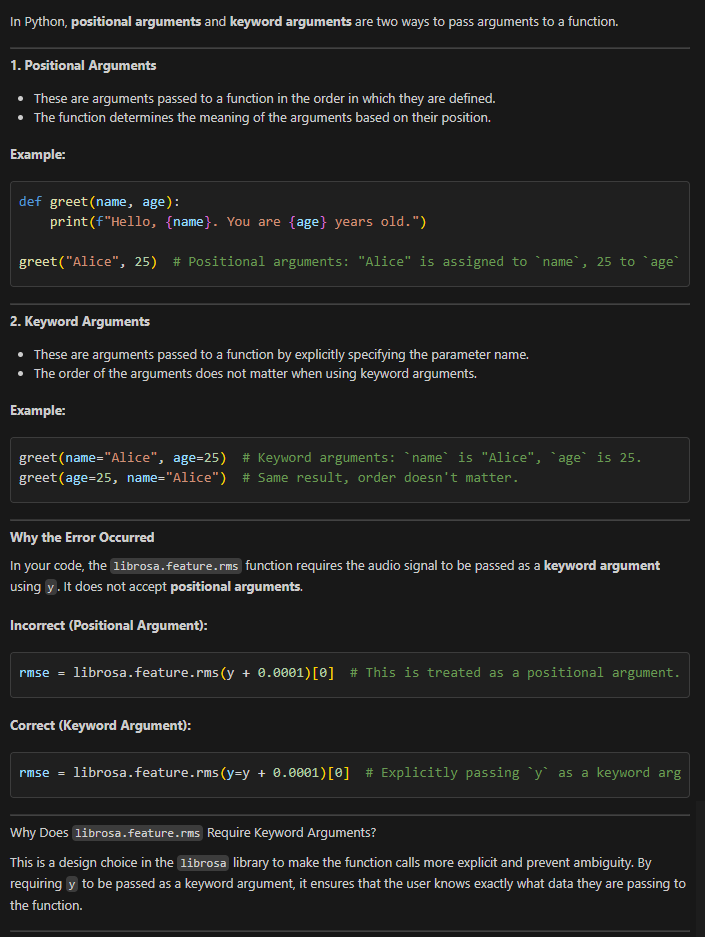 In Python, positional arguments and keyword arguments are two ways to pass arguments to a function.
1. Positional Arguments
• These are arguments passed to a function in the order in which they are defined.
• The function determines the meaning of the arguments based on their position.
Example:
def greet(name, age):
    print(f"Hello, {name}. You are {age} years old.")
greet("Alice", 25)  # Positional arguments: "Alice" is assigned to `name`, 25 to `age`
2. Keyword Arguments
• These are arguments passed to a function by explicitly specifying the parameter name.
• The order of the arguments does not matter when using keyword arguments.
Example:
greet(name="Alice", age=25)  # Keyword arguments: `name` is "Alice", `age` is 25.
greet(age=25, name="Alice")  # Same result, order doesn't matter.
Why the Error Occurred
In your code, the librosa.feature.rms function requires the audio signal to be passed as a keyword argument
using y. It does not accept positional arguments.
Incorrect (Positional Argument):
rmse = librosa.feature.rms(y + 0.0001)[0]  # This is treated as a positional argument.
Correct (Keyword Argument):
rmse = librosa.feature.rms(y=y + 0.0001)[0]  # Explicitly passing `y` as a keyword arg
Why Does librosa.feature.rms Require Keyword Arguments?
This is a design choice in the librosa library to make the function calls more explicit and prevent ambiguity. By
requiring y to be passed as a keyword argument, it ensures that the user knows exactly what data they are passing to
the function.